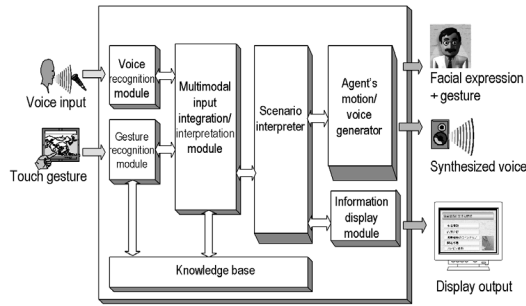 Voice input
Touch gesture
Voice
recognition
module
Gesture
recognition
module
Multimodal
input
integration/
interpretation
module
Scenario
interpreter
Agent's
motion/
voice
generator
Information
display
module
Knowledge base
Facial expression
+ gesture
Synthesized voice
Display output